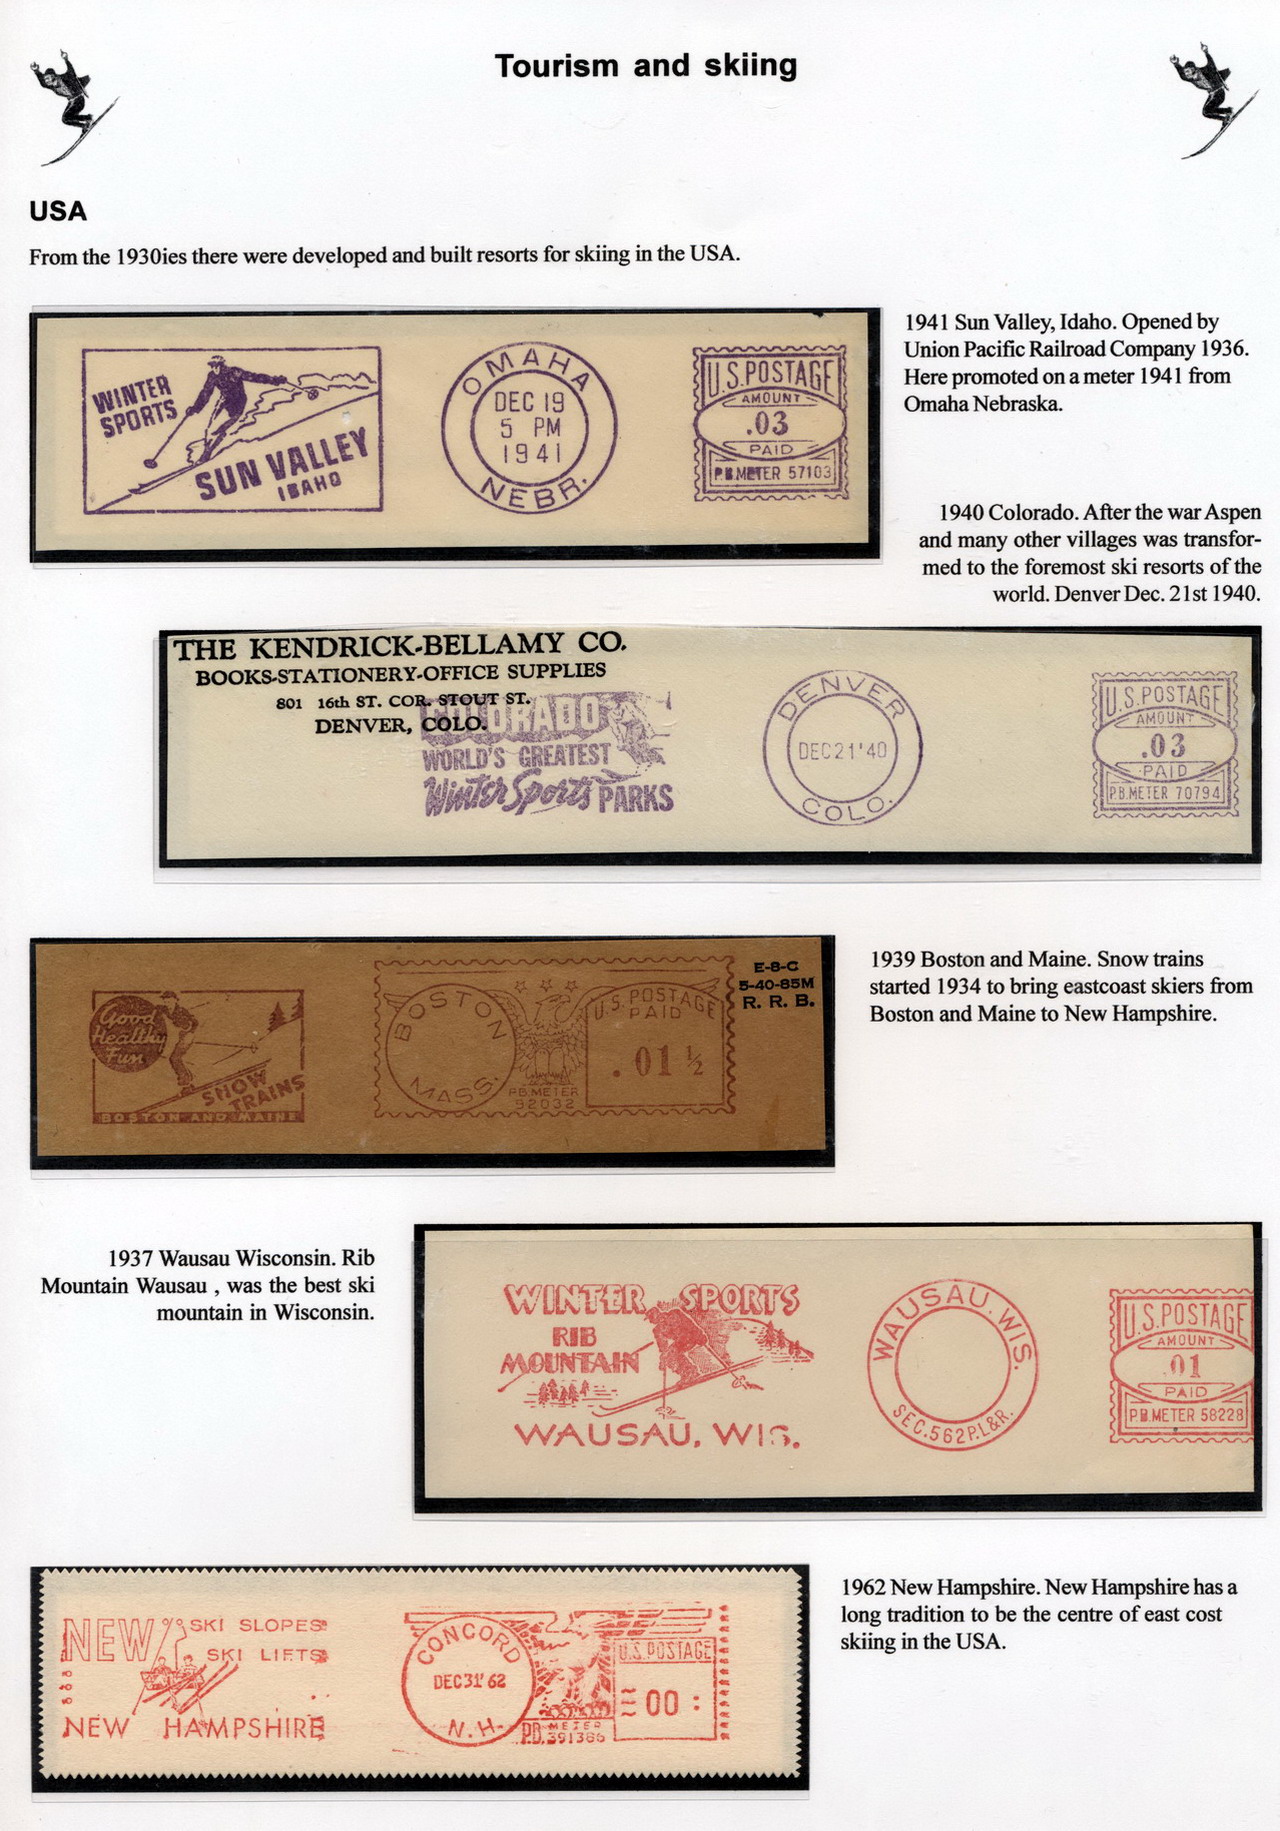 Tourism and skiing
USA
From the 1930ies there were developed and built resorts for skiing in the USA.
WINTER
SPORTS
SUN VALLEY
IDAHO
OMAHA
DEC 19
5 PM
1941
NEBR.
U.S.POSTAGE
AMOUNT
.03
PAID
P.B.METER 57103
1941 Sun Valley, Idaho. Opened by
Union Pacific Railroad Company 1936.
Here promoted on a meter 1941 from
Omaha Nebraska.
1940 Colorado. After the war Aspen
and many other villages was transfor-
med to the foremost ski resorts of the
world. Denver Dec. 21st 1940.
THE KENDRICK-BELLAMY CO.
BOOKS-STATIONERY-OFFICE SUPPLIES
801 16th ST. COR. STOUT ST.
DENVER, COLO.
COLORADO
WORLD'S GREATEST
Winter Sports PARKS
DENVER
DEC21'40
COLO.
U.S.POSTAGE
AMOUNT
.03
PAID
P.B.METER 70794
Good
Healthy
Fun
SNOW
TRAINS
BOSTON AND MAINE
BOSTON
MASS.
P.B.METER
92032
U.S.POSTAGE
PAID
.01 ½
E-8-C
5-40-85M
R. R. B.
1939 Boston and Maine. Snow trains
started 1934 to bring eastcoast skiers from
Boston and Maine to New Hampshire.
1937 Wausau Wisconsin. Rib
Mountain Wausau , was the best ski
mountain in Wisconsin.
WINTER SPORTS
RIB
MOUNTAIN
WAUSAU, WIS.
WAUSAU, WIS.
SEC.562P.L&R.
U.S.POSTAGE
AMOUNT
.01
PAID
P.B.METER 58228
NEW SKI SLOPES
SKI LIFTS
NEW HAMPSHIRE
CONCORD
DEC31'62
N.H.
P.B. METER
391386
U.S.POSTAGE
00
1962 New Hampshire. New Hampshire has a
long tradition to be the centre of east cost
skiing in the USA.